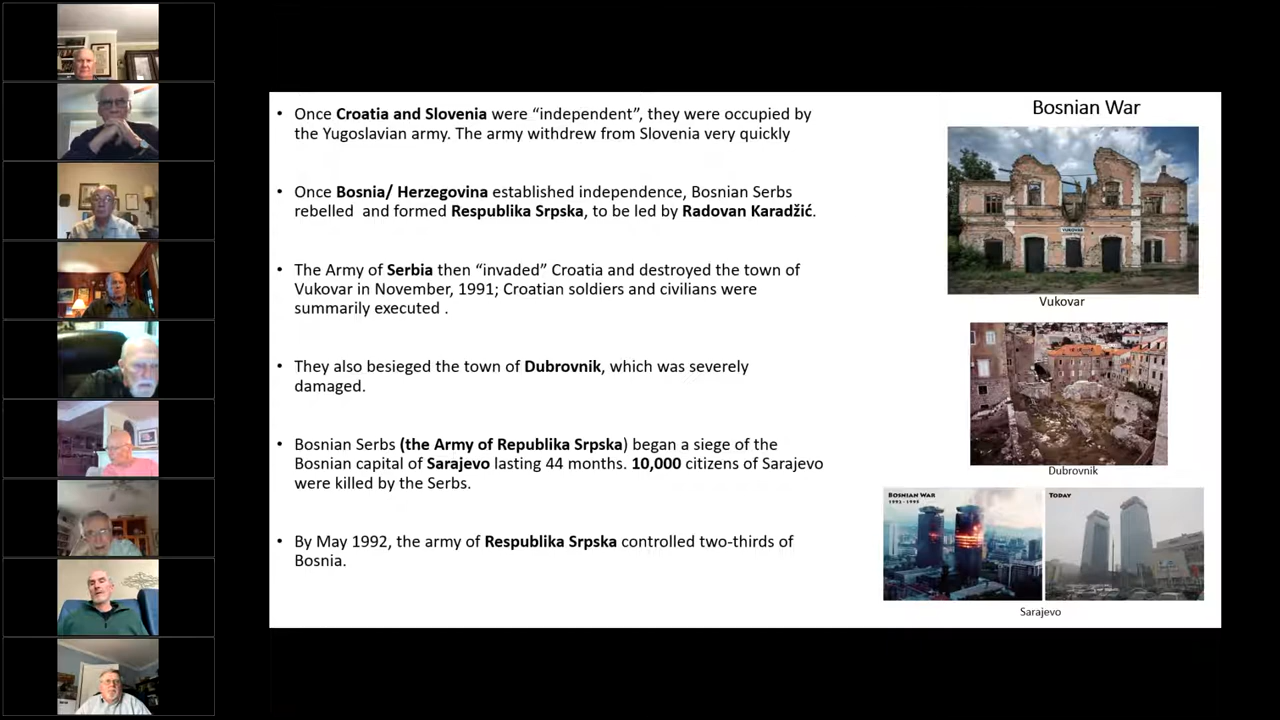 Bosnian War
• Once Croatia and Slovenia were “independent”, they were occupied by
the Yugoslavian army. The army withdrew from Slovenia very quickly
• Once Bosnia/ Herzegovina established independence, Bosnian Serbs
rebelled  and formed Respublika Srpska, to be led by Radovan Karadžić.
• The Army of Serbia then “invaded” Croatia and destroyed the town of
Vukovar in November, 1991; Croatian soldiers and civilians were
summarily executed .
• They also besieged the town of Dubrovnik, which was severely
damaged.
• Bosnian Serbs (the Army of Republika Srpska) began a siege of the
Bosnian capital of Sarajevo lasting 44 months. 10,000 citizens of Sarajevo
were killed by the Serbs.
• By May 1992, the army of Respublika Srpska controlled two-thirds of
Bosnia.
VUKOVAR
Vukovar
Dubrovnik
BOSNIAN WAR
1992 - 1995
TODAY
Sarajevo